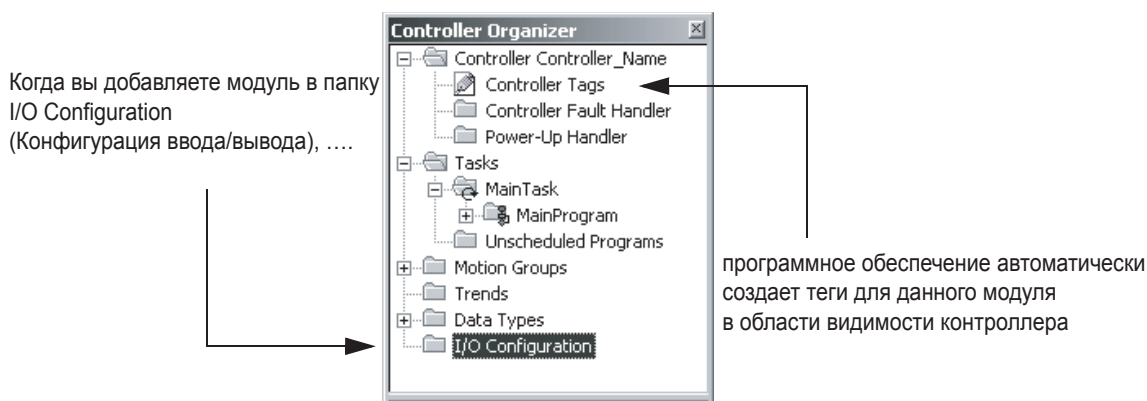 Когда вы добавляете модуль в папку
I/O Configuration
(Конфигурация ввода/вывода), ….
Controller Organizer
Controller Controller_Name
Controller Tags
Controller Fault Handler
Power-Up Handler
Tasks
MainTask
MainProgram
Unscheduled Programs
Motion Groups
Trends
Data Types
I/O Configuration
программное обеспечение автоматически
создает теги для данного модуля
в области видимости контроллера